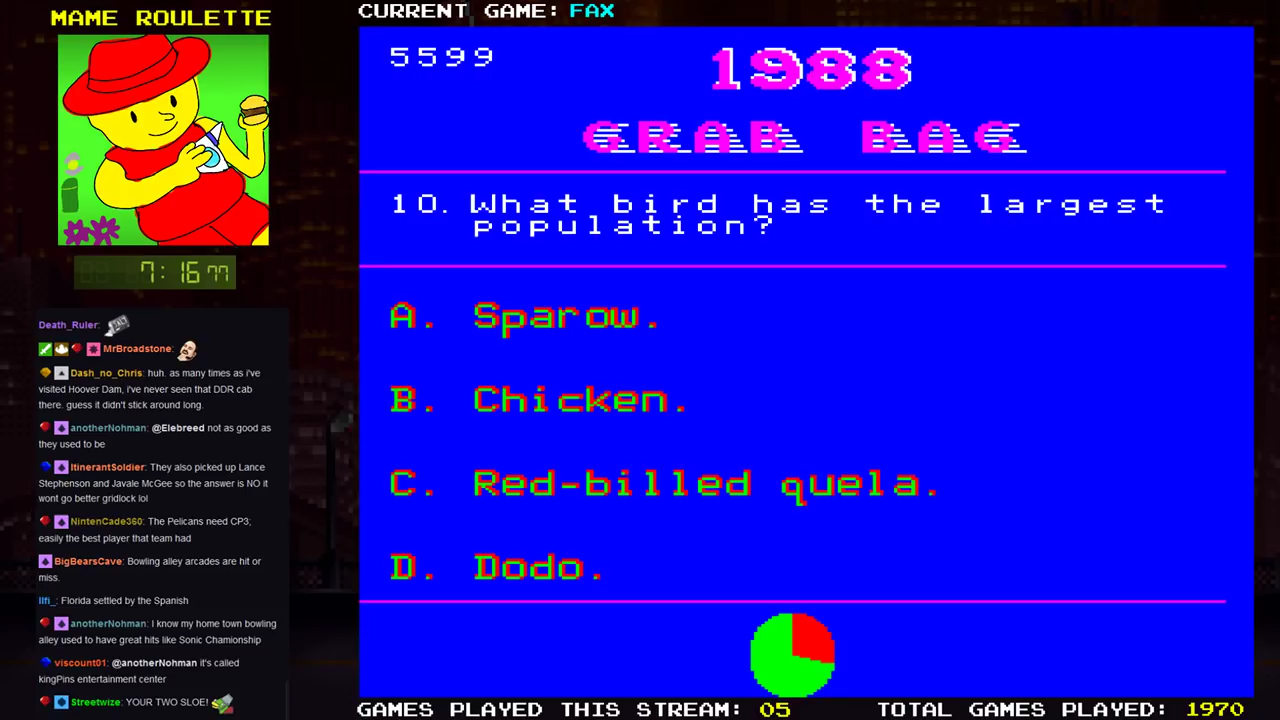 MAME ROULETTE
7:16 77
Death_Ruler:
MrBroadstone:
Dash_no_Chris: huh. as many times as i've
visited Hoover Dam, i've never seen that DDR cab
there. guess it didn't stick around long.
anotherNohman: @Elebreed not as good as
they used to be
ItinerantSoldier: They also picked up Lance
Stephenson and Javale McGee so the answer is NO it
wont go better gridlock lol
NintenCade360: The Pelicans need CP3;
easily the best player that team had
BigBearsCave: Bowling alley arcades are hit or
miss.
Ilfi_: Florida settled by the Spanish
anotherNohman: I know my home town bowling
alley used to have great hits like Sonic Chamionship
viscount01: @anotherNohman it's called
kingPins entertainment center
Streetwize: YOUR TWO SLOE!
CURRENT GAME: FAX
5599
1988
GRAB BAG
10. What bird has the largest
population?
A. Sparow.
B. Chicken.
C. Red-billed quela.
D. Dodo.
GAMES PLAYED THIS STREAM: 05
TOTAL GAMES PLAYED: 1970